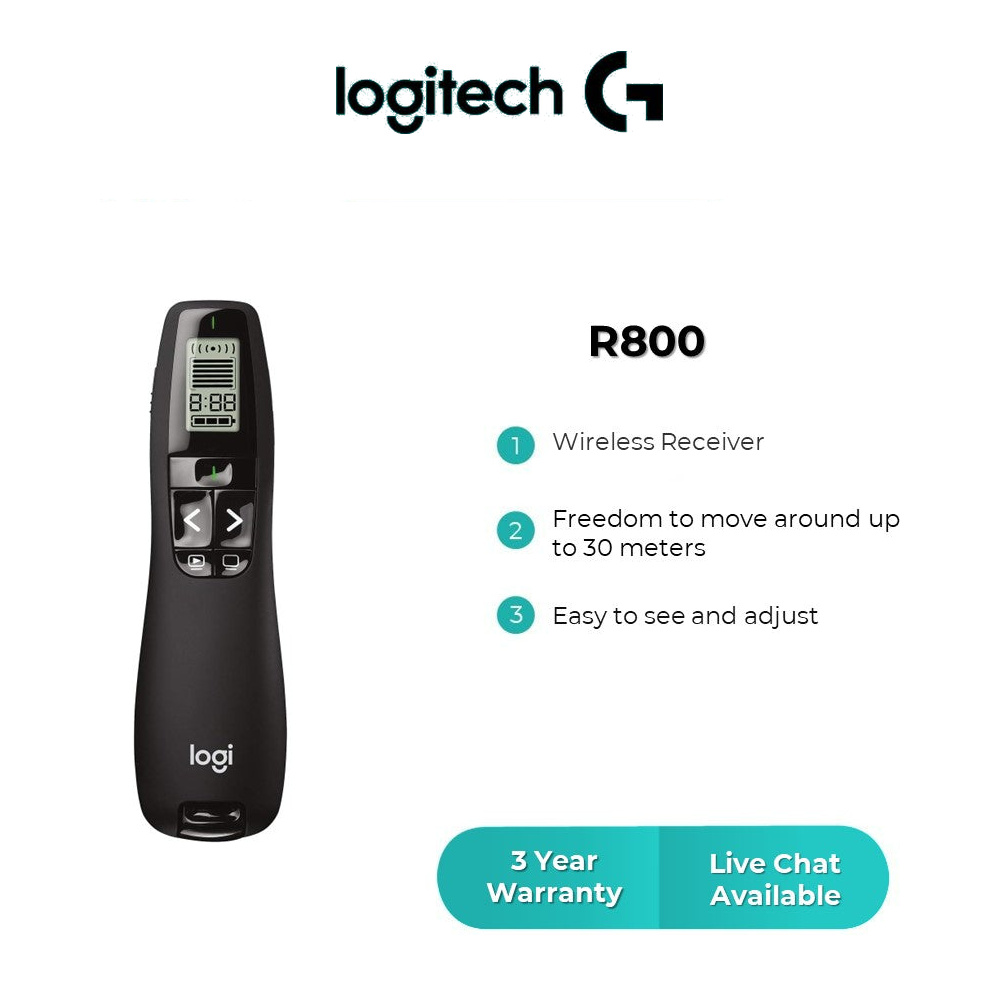 logitech G
R800
8:88
1 Wireless Receiver
2 Freedom to move around up
to 30 meters
3 Easy to see and adjust
logi
3 Year
Warranty
Live Chat
Available